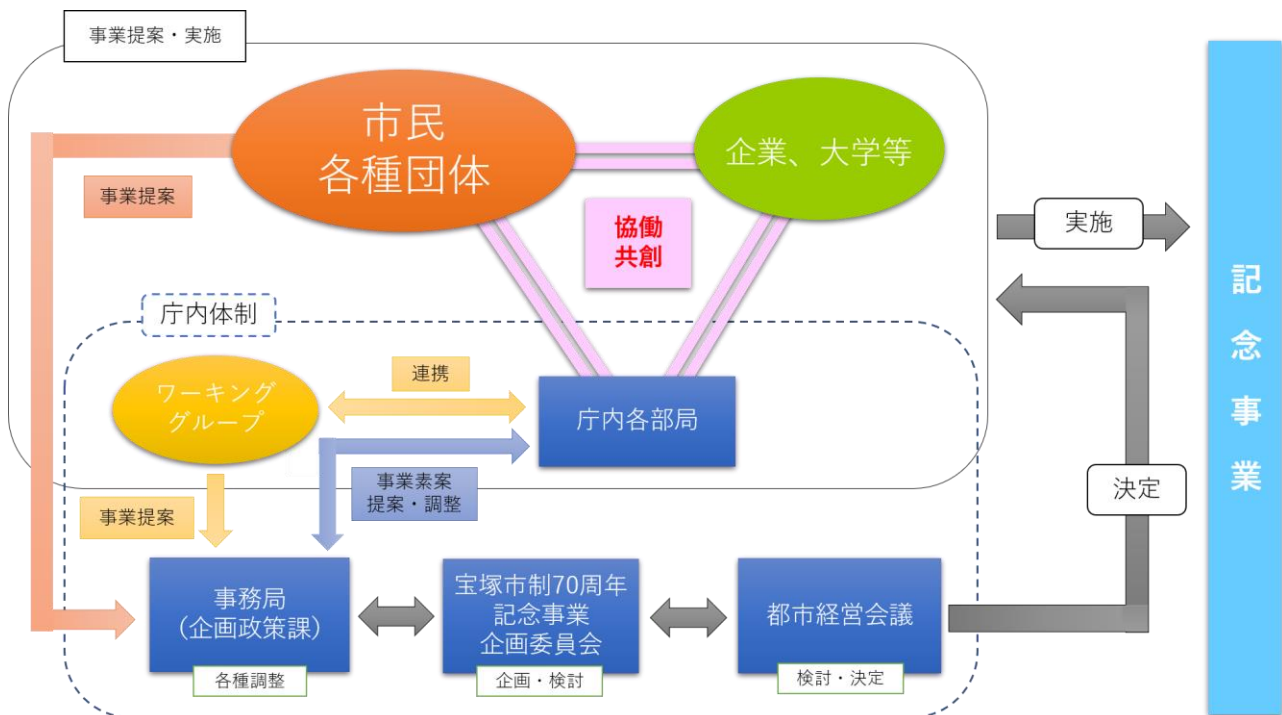 事業提案・実施
市民
各種団体
企業、大学等
事業提案
協働
共創
実施
庁内体制
ワーキング
グループ
連携
庁内各部局
事業素案
提案・調整
事業提案
決定
記念事業
事務局
（企画政策課）
各種調整
宝塚市制70周年
記念事業
企画委員会
企画・検討
都市経営会議
検討・決定